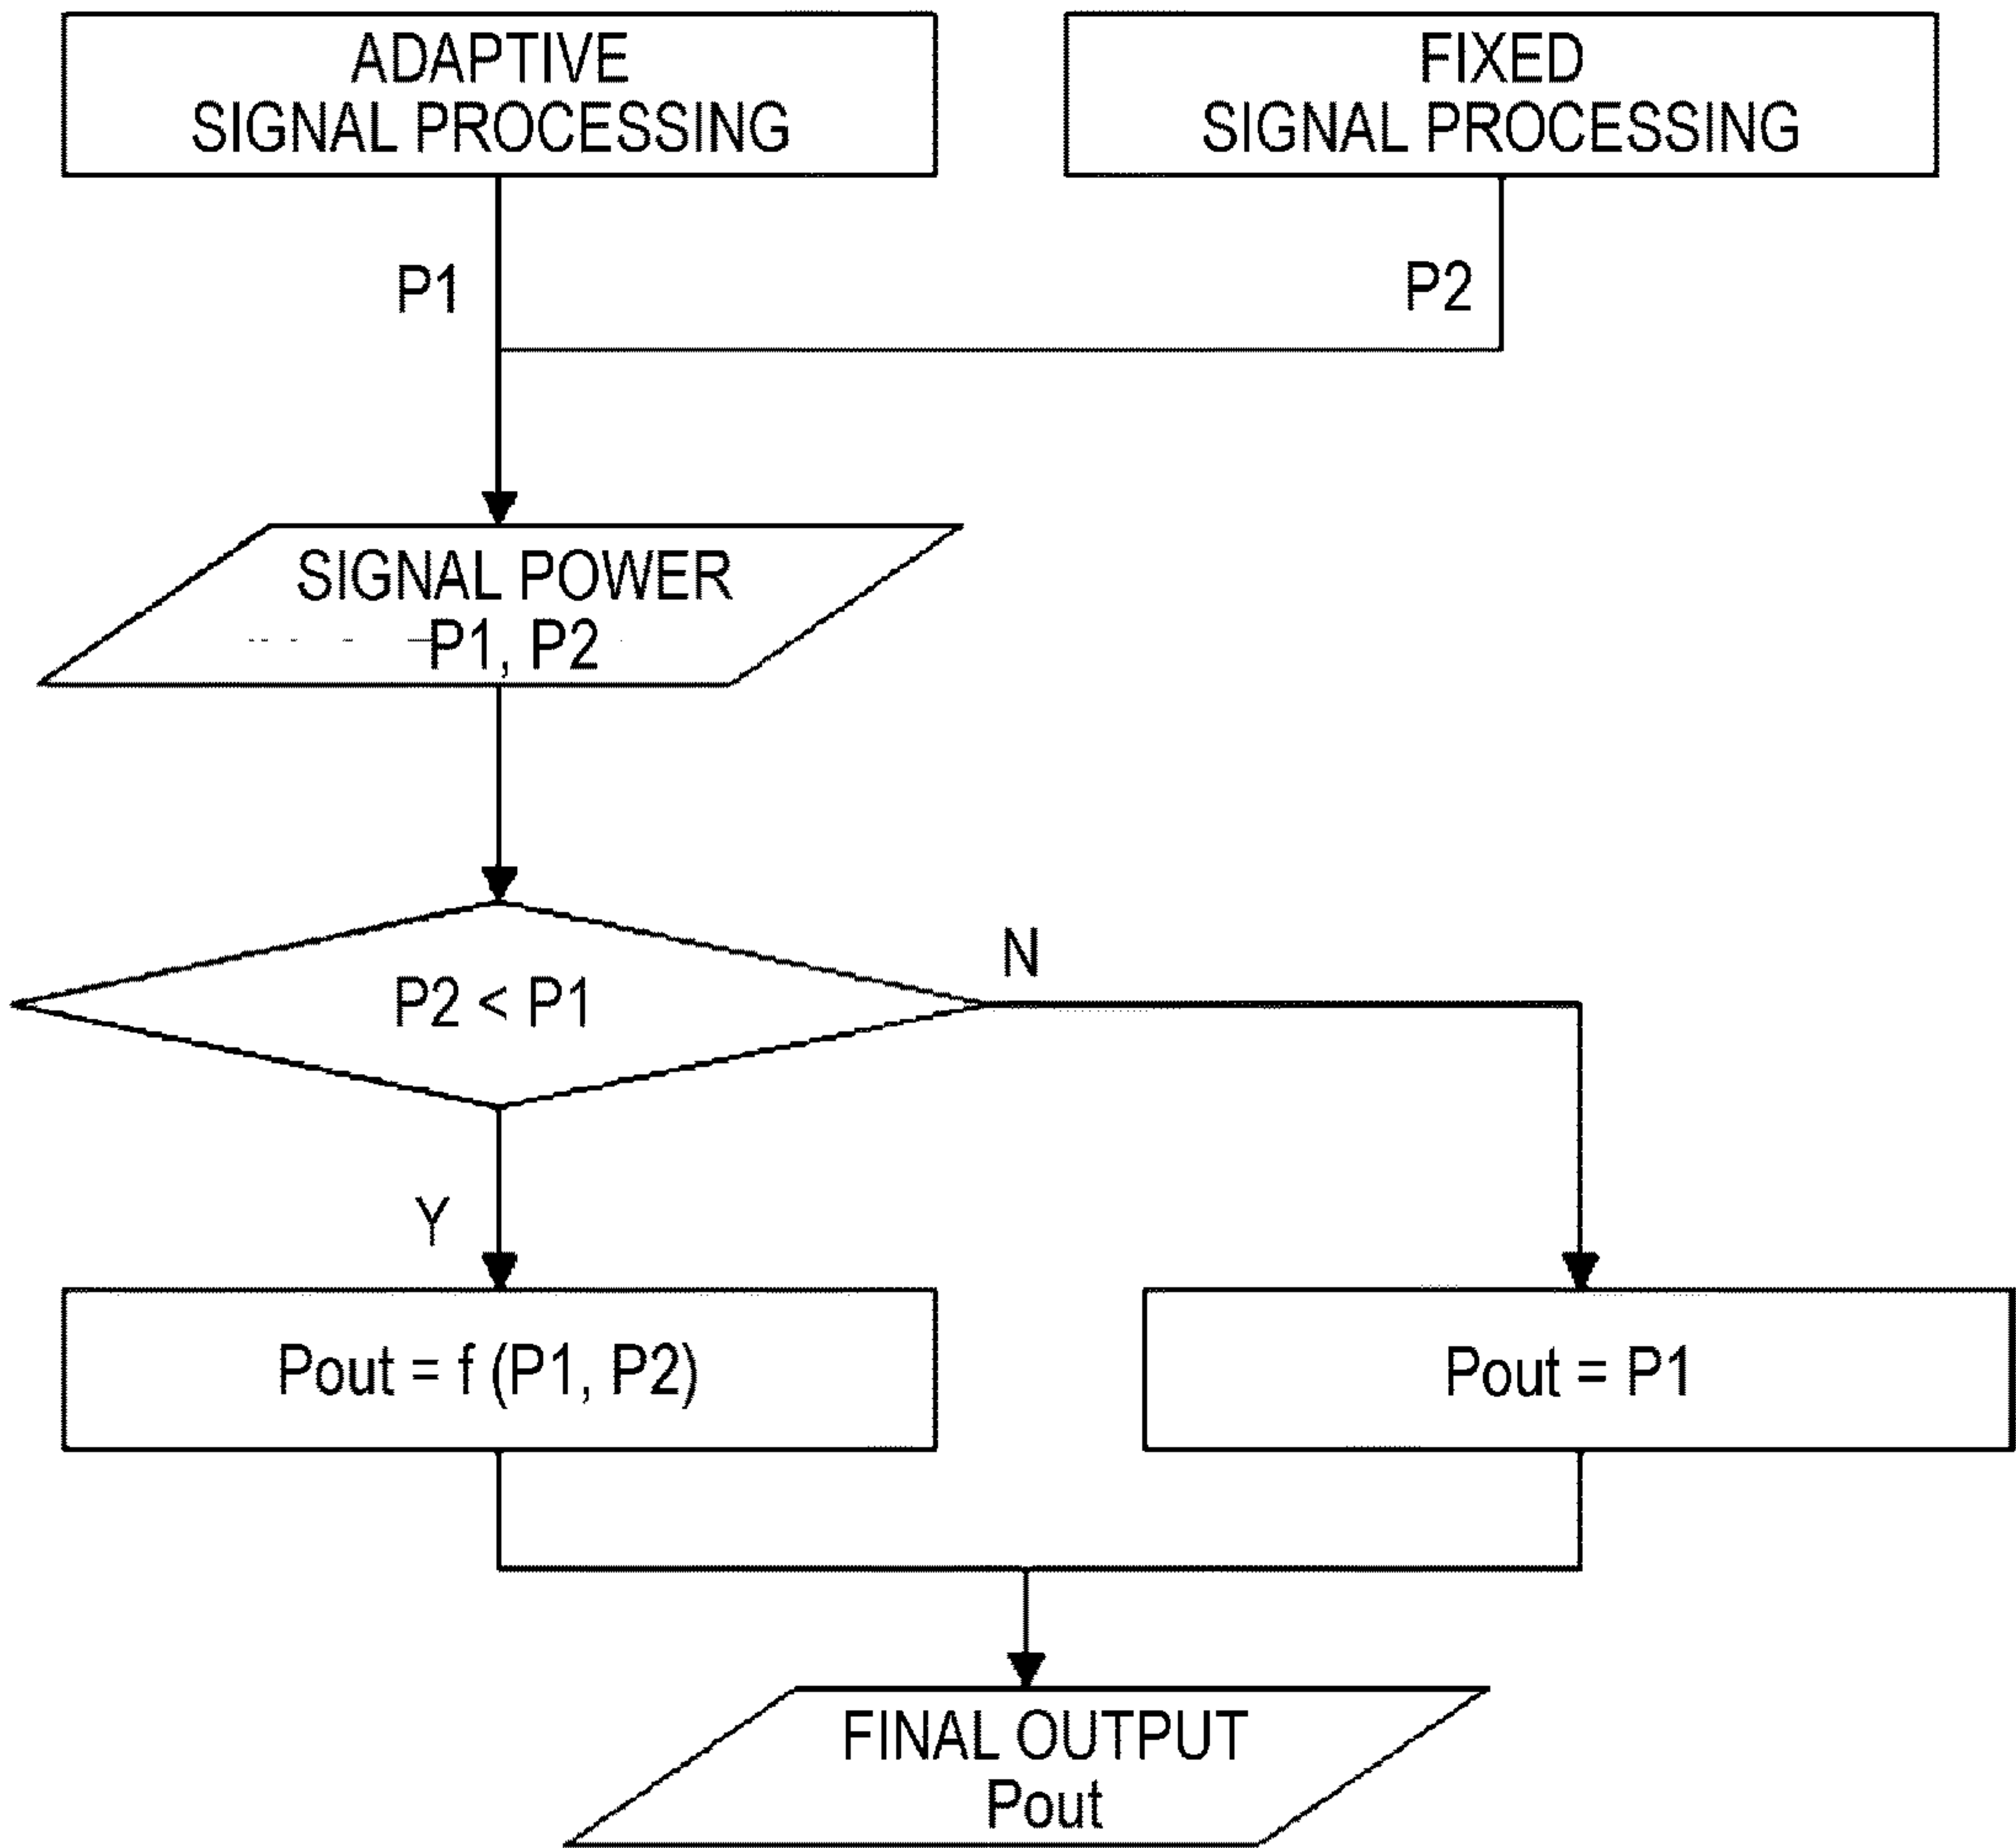 ADAPTIVE
SIGNAL PROCESSING
FIXED
SIGNAL PROCESSING
P1
P2
SIGNAL POWER
P1, P2
P2 < P1
N
Y
Pout = f (P1, P2)
Pout = P1
FINAL OUTPUT
Pout